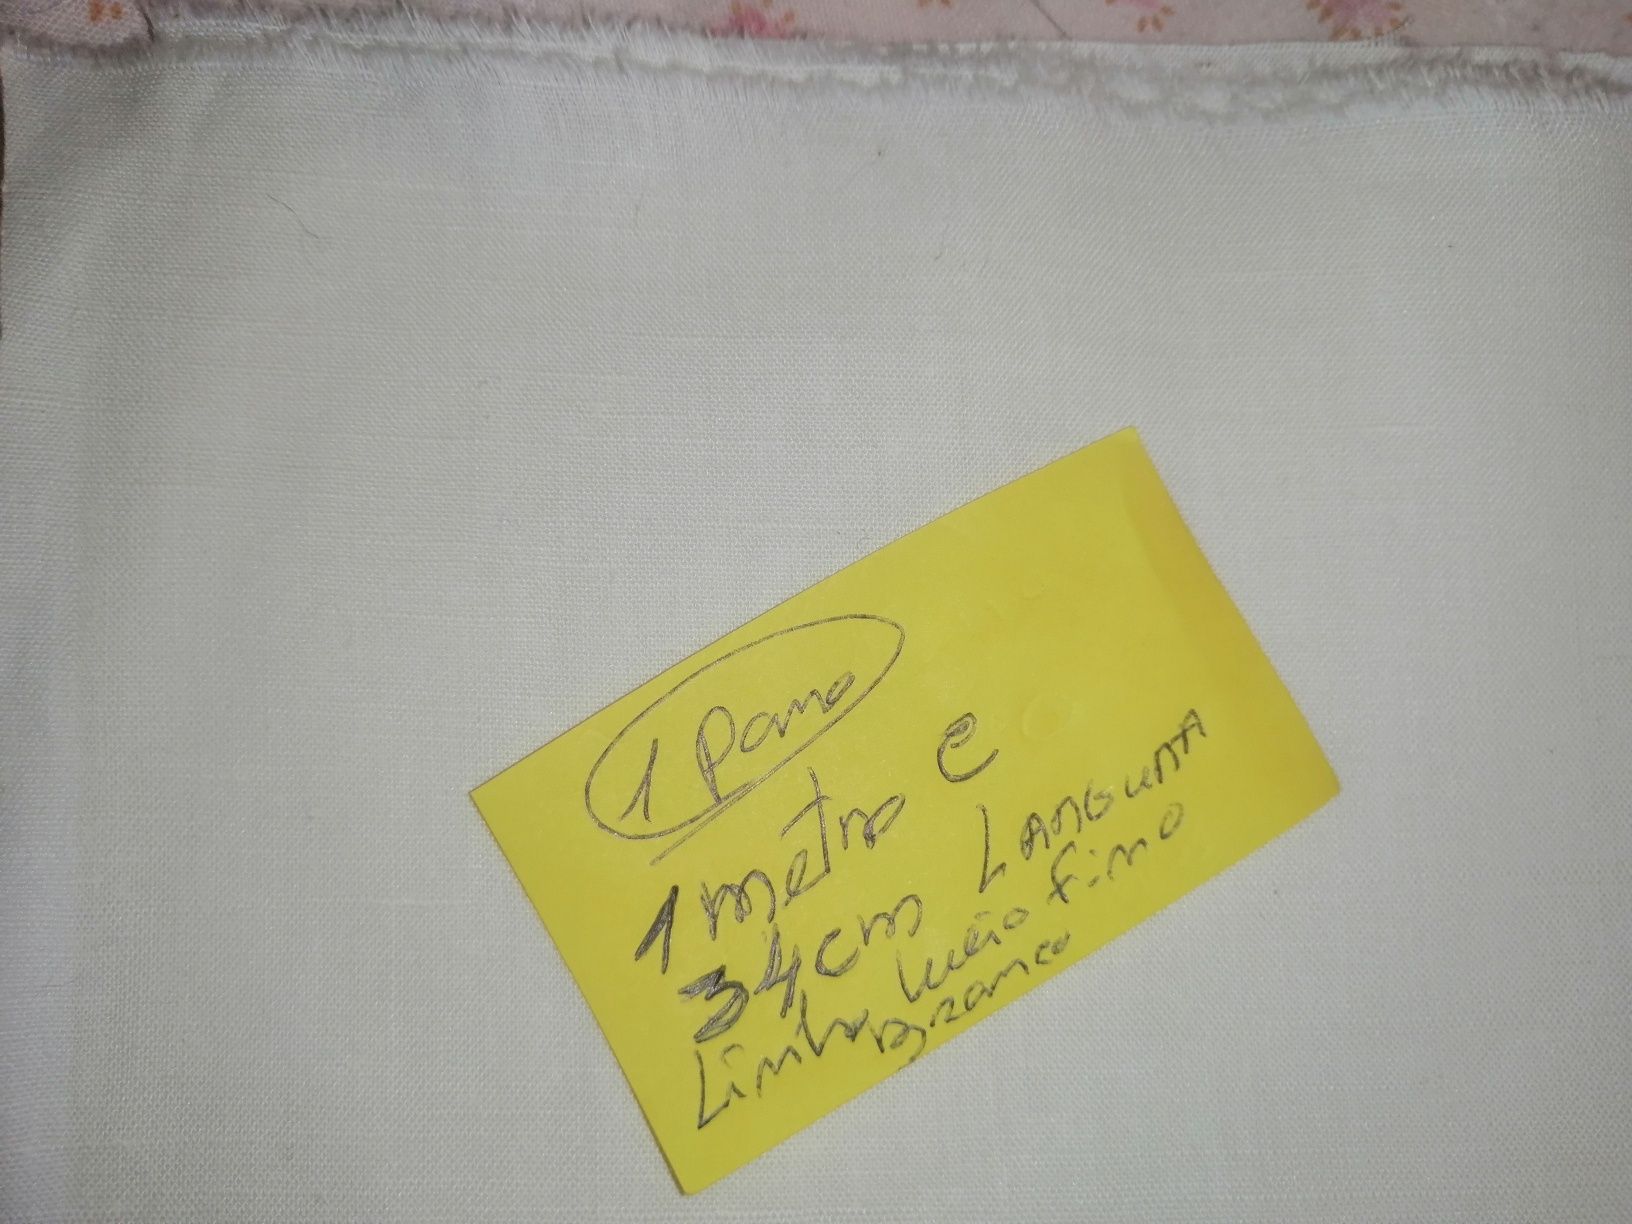 1 Pano
1 metro e
34 cm LARGURA
Linho meio fino
Branco